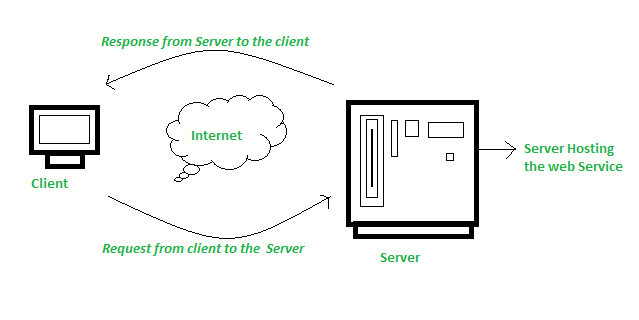 Response from Server to the client
Internet
Server Hosting
the web Service
Client
Request from client to the Server
Server